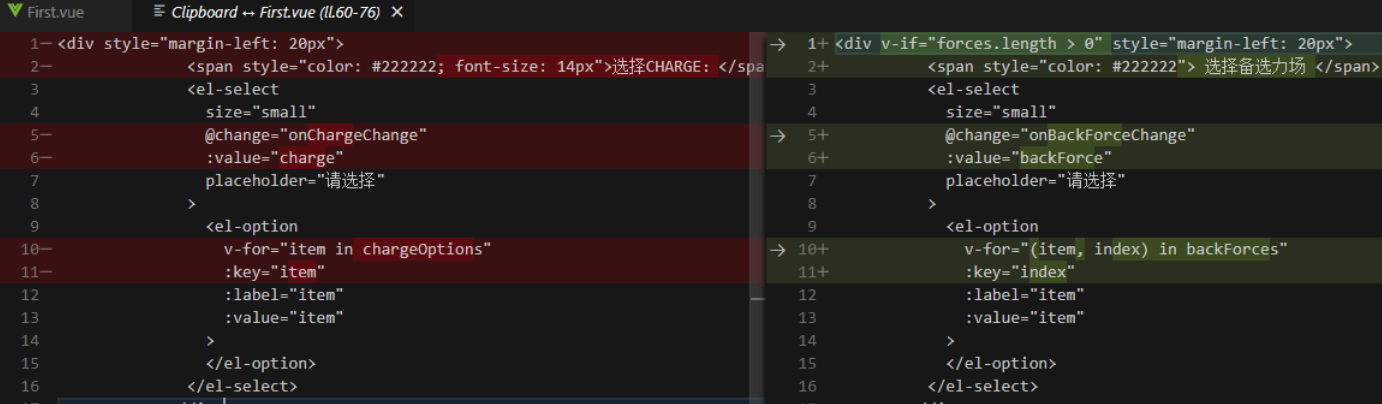 First.vue
Clipboard ↔ First.vue (ll.60-76) ×
1— <div style="margin-left: 20px">
2— <span style="color: #222222; font-size: 14px">选择CHARGE: </spa
3 <el-select
4 size="small"
5— @change="onChargeChange"
6— :value="charge"
7 placeholder="请选择"
8 >
9 <el-option
10— v-for="item in chargeOptions"
11— :key="item"
12 :label="item"
13 :value="item"
14 >
15 </el-option>
16 </el-select>
→ 1+ <div v-if="forces.length > 0" style="margin-left: 20px">
2+ <span style="color: #222222"> 选择备选力场 </span>
3 <el-select
4 size="small"
→ 5+ @change="onBackForceChange"
6+ :value="backForce"
7 placeholder="请选择"
8 >
9 <el-option
→ 10+ v-for="(item, index) in backForces"
11+ :key="index"
12 :label="item"
13 :value="item"
14 >
15 </el-option>
16 </el-select>